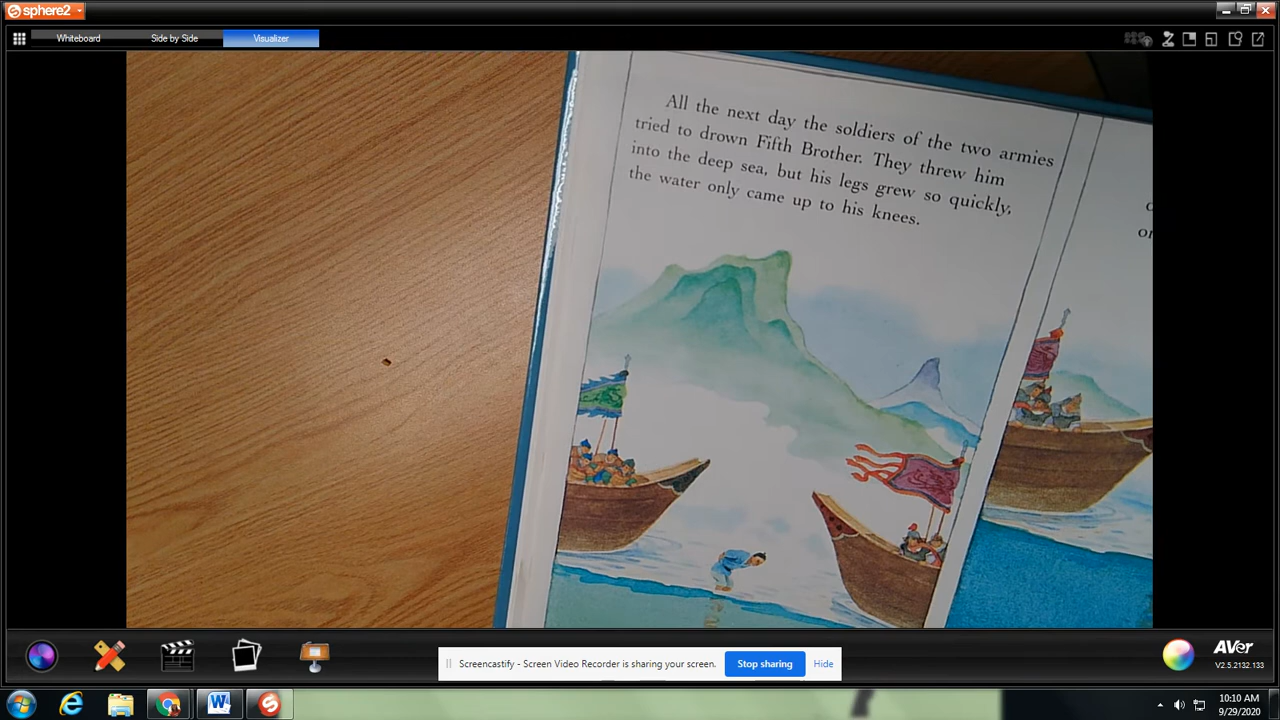 sphere2
Whiteboard
Side by Side
Visualizer
All the next day the soldiers of the two armies
tried to drown Fifth Brother. They threw him
into the deep sea, but his legs grew so quickly,
the water only came up to his knees.
Screencastify - Screen Video Recorder is sharing your screen.
Stop sharing
Hide
AVer
V2.5.2132.133
10:10 AM
9/29/2020